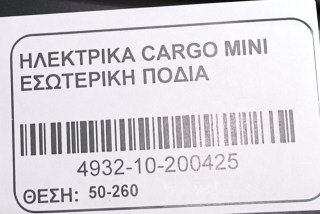 ΗΛΕΚΤΡΙΚΑ CARGO MINI
ΕΣΩΤΕΡΙΚΗ ΠΟΔΙΑ
4932-10-200425
ΘΕΣΗ: 50-260